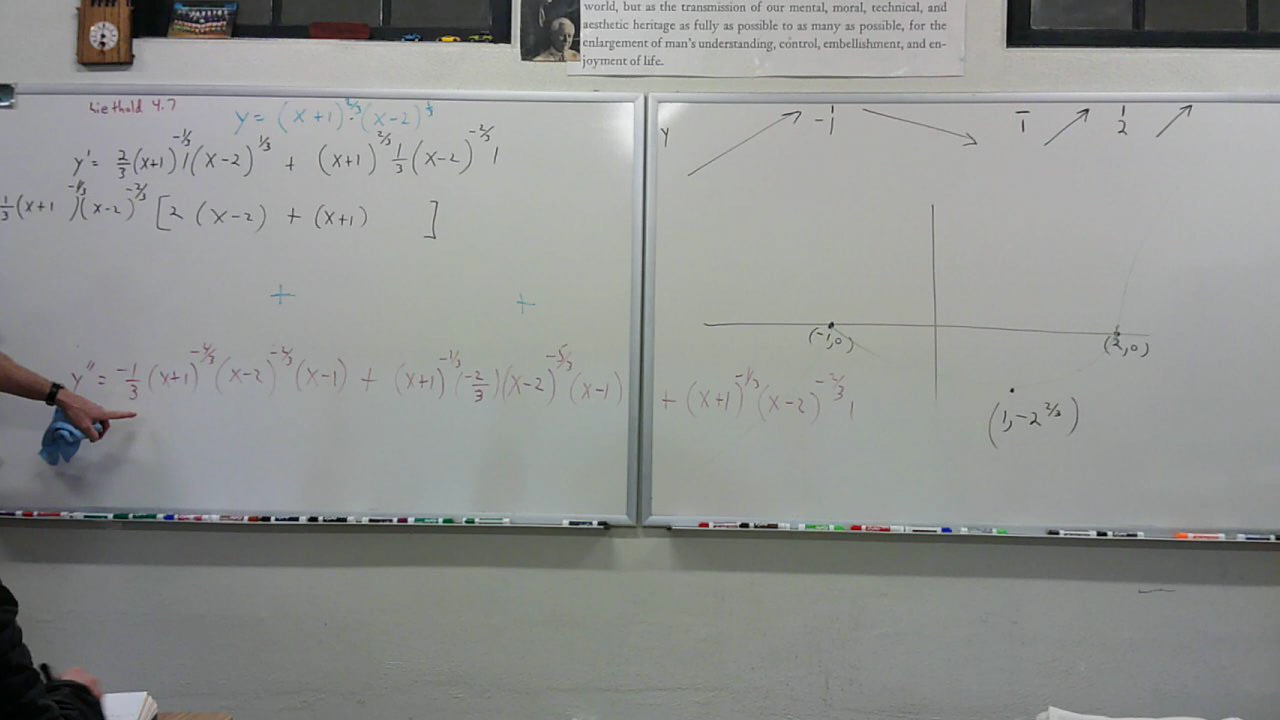 world, but as the transmission of our mental, moral, technical, and
aesthetic heritage as fully as possible to as many as possible, for the
enlargement of man's understanding, control, embellishment, and en-
joyment of life.
Liethold 4.7
y = (x+1)^2/3 (x-2)^1/3
y' = 2/3 (x+1)^-1/3 1 (x-2)^1/3 + (x+1)^2/3 1/3 (x-2)^-2/3 1
1/3 (x+1)^-1/3 (x-2)^-2/3 [2 (x-2) + (x+1) ]
+ +
y'' = -1/3 (x+1)^-4/3 (x-2)^-2/3 (x-1) + (x+1)^-1/3 (-2/3) (x-2)^-5/3 (x-1) + (x+1)^-1/3 (x-2)^-2/3 1
y -1 1 2
(-1,0) (2,0)
(1, -2^2/3)